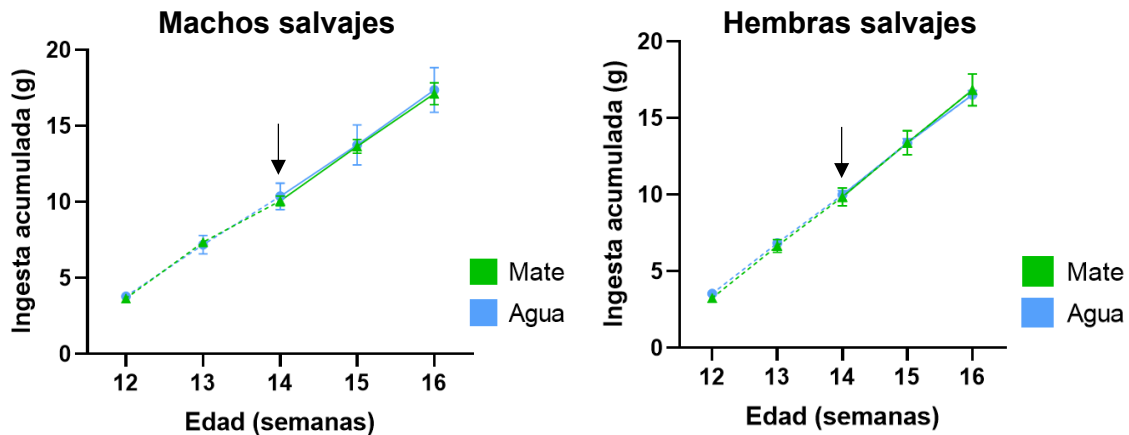 Machos salvajes
Ingesta acumulada (g)
20
15
10
5
0
12 13 14 15 16
Edad (semanas)
Mate
Agua
Hembras salvajes
Ingesta acumulada (g)
20
15
10
5
0
12 13 14 15 16
Edad (semanas)
Mate
Agua